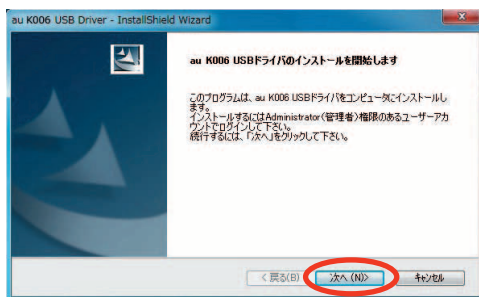 au K006 USB Driver - InstallShield Wizard
au K006 USBドライバのインストールを開始します
このプログラムは、au K006 USBドライバをコンピュータにインストールし
ます。
インストールするにはAdministrator(管理者)権限のあるユーザーアカ
ウントでログインして下さい。
続行するには、「次へ」をクリックして下さい。
< 戻る(B)
次へ (N)>
キャンセル